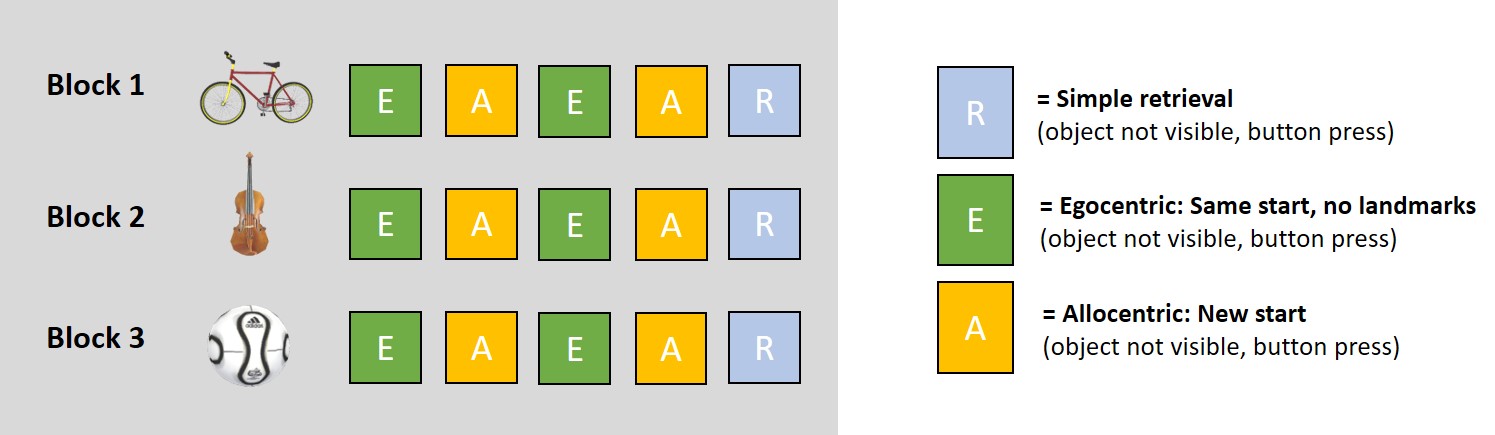 Block 1
E A E A R
Block 2
E A E A R
Block 3
adidas
E A E A R
R
= Simple retrieval
(object not visible, button press)
E
= Egocentric: Same start, no landmarks
(object not visible, button press)
A
= Allocentric: New start
(object not visible, button press)